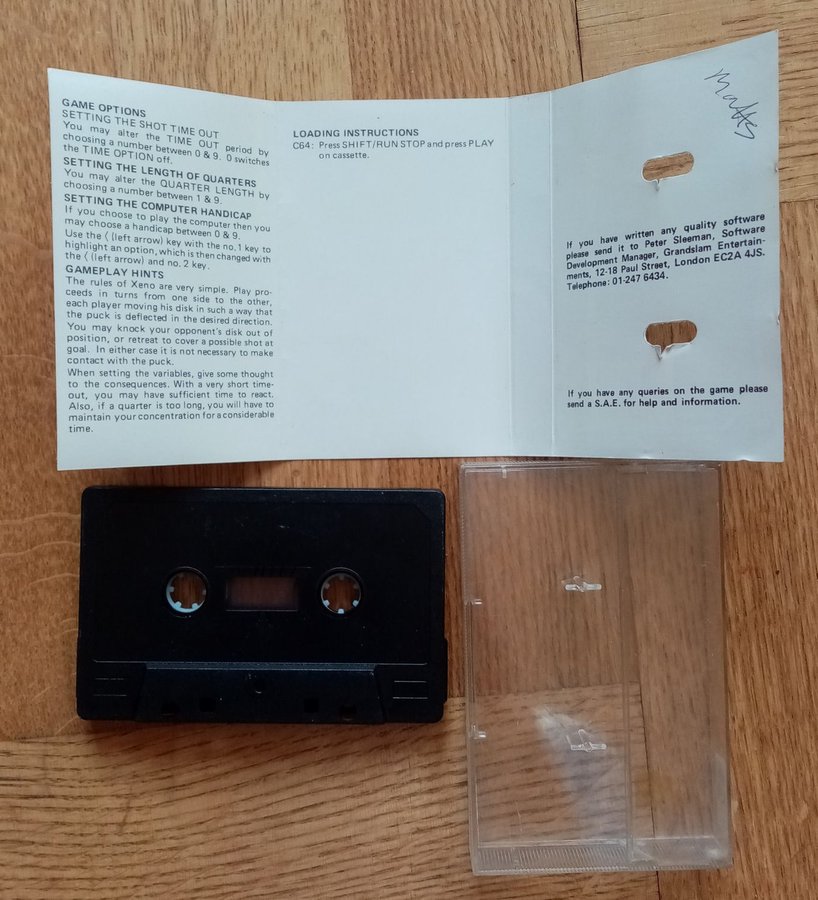 GAME OPTIONS
SETTING THE SHOT TIME OUT
You may alter the TIME OUT period by
choosing a number between 0 & 9. 0 switches
the TIME OPTION off.
SETTING THE LENGTH OF QUARTERS
You may alter the QUARTER LENGTH by
choosing a number between 1 & 9.
SETTING THE COMPUTER HANDICAP
If you choose to play the computer then you
may choose a handicap between 0 & 9.
Use the ⟨ (left arrow) key with the no.1 key to
highlight an option, which is then changed with
the ⟨ (left arrow) and no. 2 key.
GAMEPLAY HINTS
The rules of Xeno are very simple. Play pro-
ceeds in turns from one side to the other,
each player moving his disk in such a way that
the puck is deflected in the desired direction.
You may knock your opponent's disk out of
position, or retreat to cover a possible shot at
goal. In either case it is not necessary to make
contact with the puck.
When setting the variables, give some thought
to the consequences. With a very short time-
out, you may have sufficient time to react.
Also, if a quarter is too long, you will have to
maintain your concentration for a considerable
time.
LOADING INSTRUCTIONS
C64: Press SHIFT/RUN STOP and press PLAY
on cassette.
If you have written any quality software
please send it to Peter Sleeman, Software
Development Manager, Grandslam Entertain-
ments, 12-18 Paul Street, London EC2A 4JS.
Telephone: 01-247 6434.
If you have any queries on the game please
send a S.A.E. for help and information.